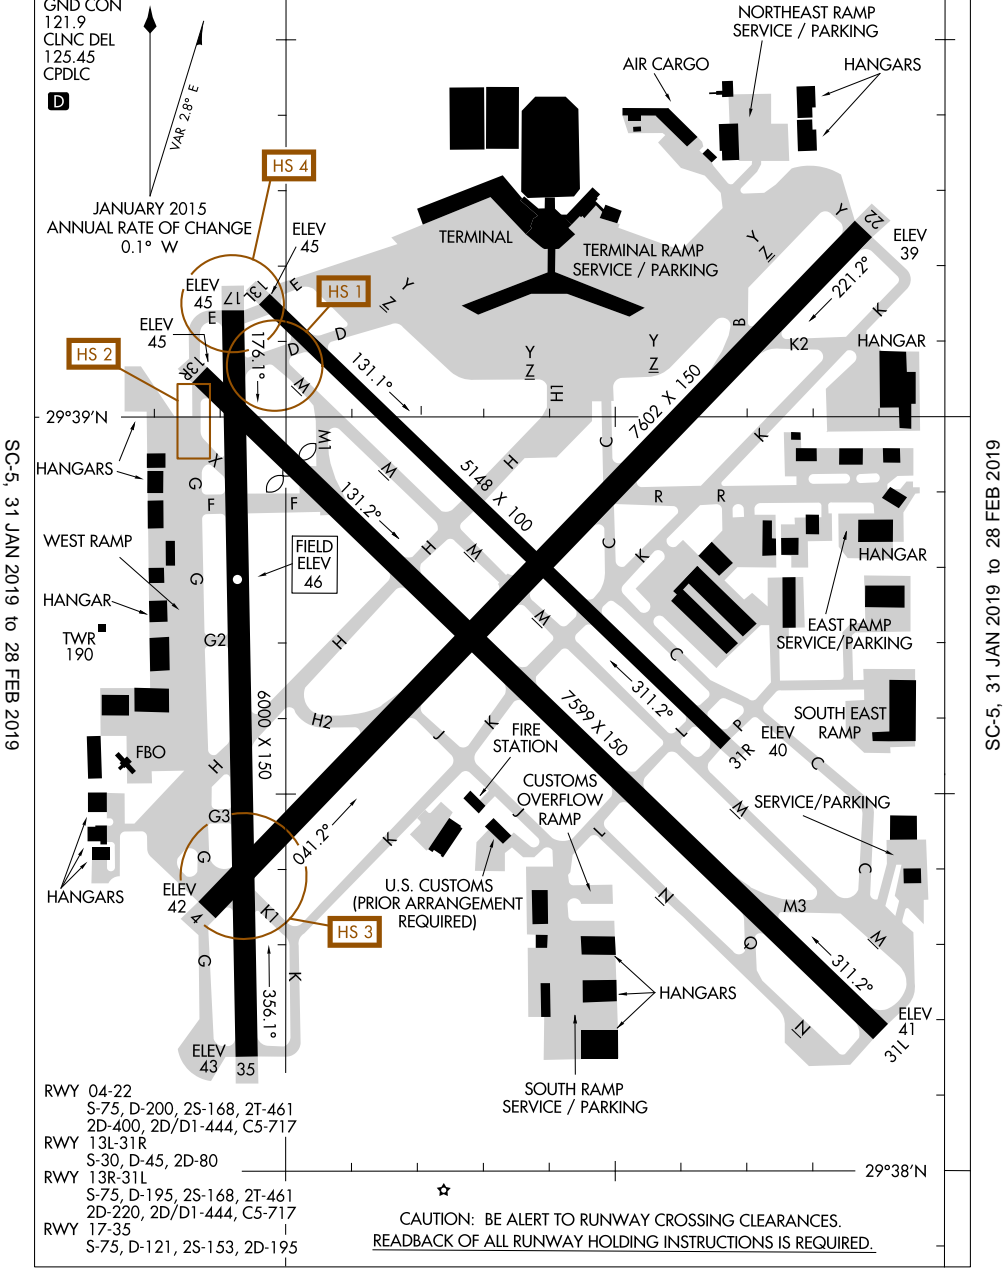 GND CON
121.9
CLNC DEL
125.45
CPDLC
D
VAR 2.8° E
JANUARY 2015
ANNUAL RATE OF CHANGE
0.1° W
NORTHEAST RAMP
SERVICE / PARKING
AIR CARGO
HANGARS
HS 4
ELEV
45
TERMINAL
TERMINAL RAMP
SERVICE / PARKING
Y
22
ELEV
39
221.2°
HS 1
ELEV
45
17
13L
E
E
Y
Z
Y
Z
K
B
K2
HANGAR
ELEV
45
13R
HS 2
176.1°
D
D
M
131.1°
Y
Z
Y
Z
H
7602 X 150
29°39'N
HANGARS
X
G
M1
M
H
C
K
5148 X 100
F
F
131.2°
R
R
WEST RAMP
FIELD
ELEV
46
H
M
C
K
HANGAR
HANGAR
G
TWR
190
G2
H
M
C
EAST RAMP
SERVICE/PARKING
6000 X 150
H2
K
J
FIRE
STATION
7599 X 150
311.2°
J
P
31R
ELEV
40
SOUTH EAST
RAMP
FBO
H
C
CUSTOMS
OVERFLOW
RAMP
SERVICE/PARKING
G3
041.2°
K
J
L
M
HANGARS
G
ELEV
42
4
K1
U.S. CUSTOMS
(PRIOR ARRANGEMENT
REQUIRED)
N
C
M3
HS 3
Q
M
G
356.1°
K
HANGARS
311.2°
N
ELEV
41
31L
ELEV
43
35
SOUTH RAMP
SERVICE / PARKING
RWY 04-22
S-75, D-200, 2S-168, 2T-461
2D-400, 2D/D1-444, C5-717
RWY 13L-31R
S-30, D-45, 2D-80
RWY 13R-31L
S-75, D-195, 2S-168, 2T-461
2D-220, 2D/D1-444, C5-717
RWY 17-35
S-75, D-121, 2S-153, 2D-195
29°38'N
CAUTION: BE ALERT TO RUNWAY CROSSING CLEARANCES.
READBACK OF ALL RUNWAY HOLDING INSTRUCTIONS IS REQUIRED.
SC-5, 31 JAN 2019 to 28 FEB 2019
SC-5, 31 JAN 2019 to 28 FEB 2019